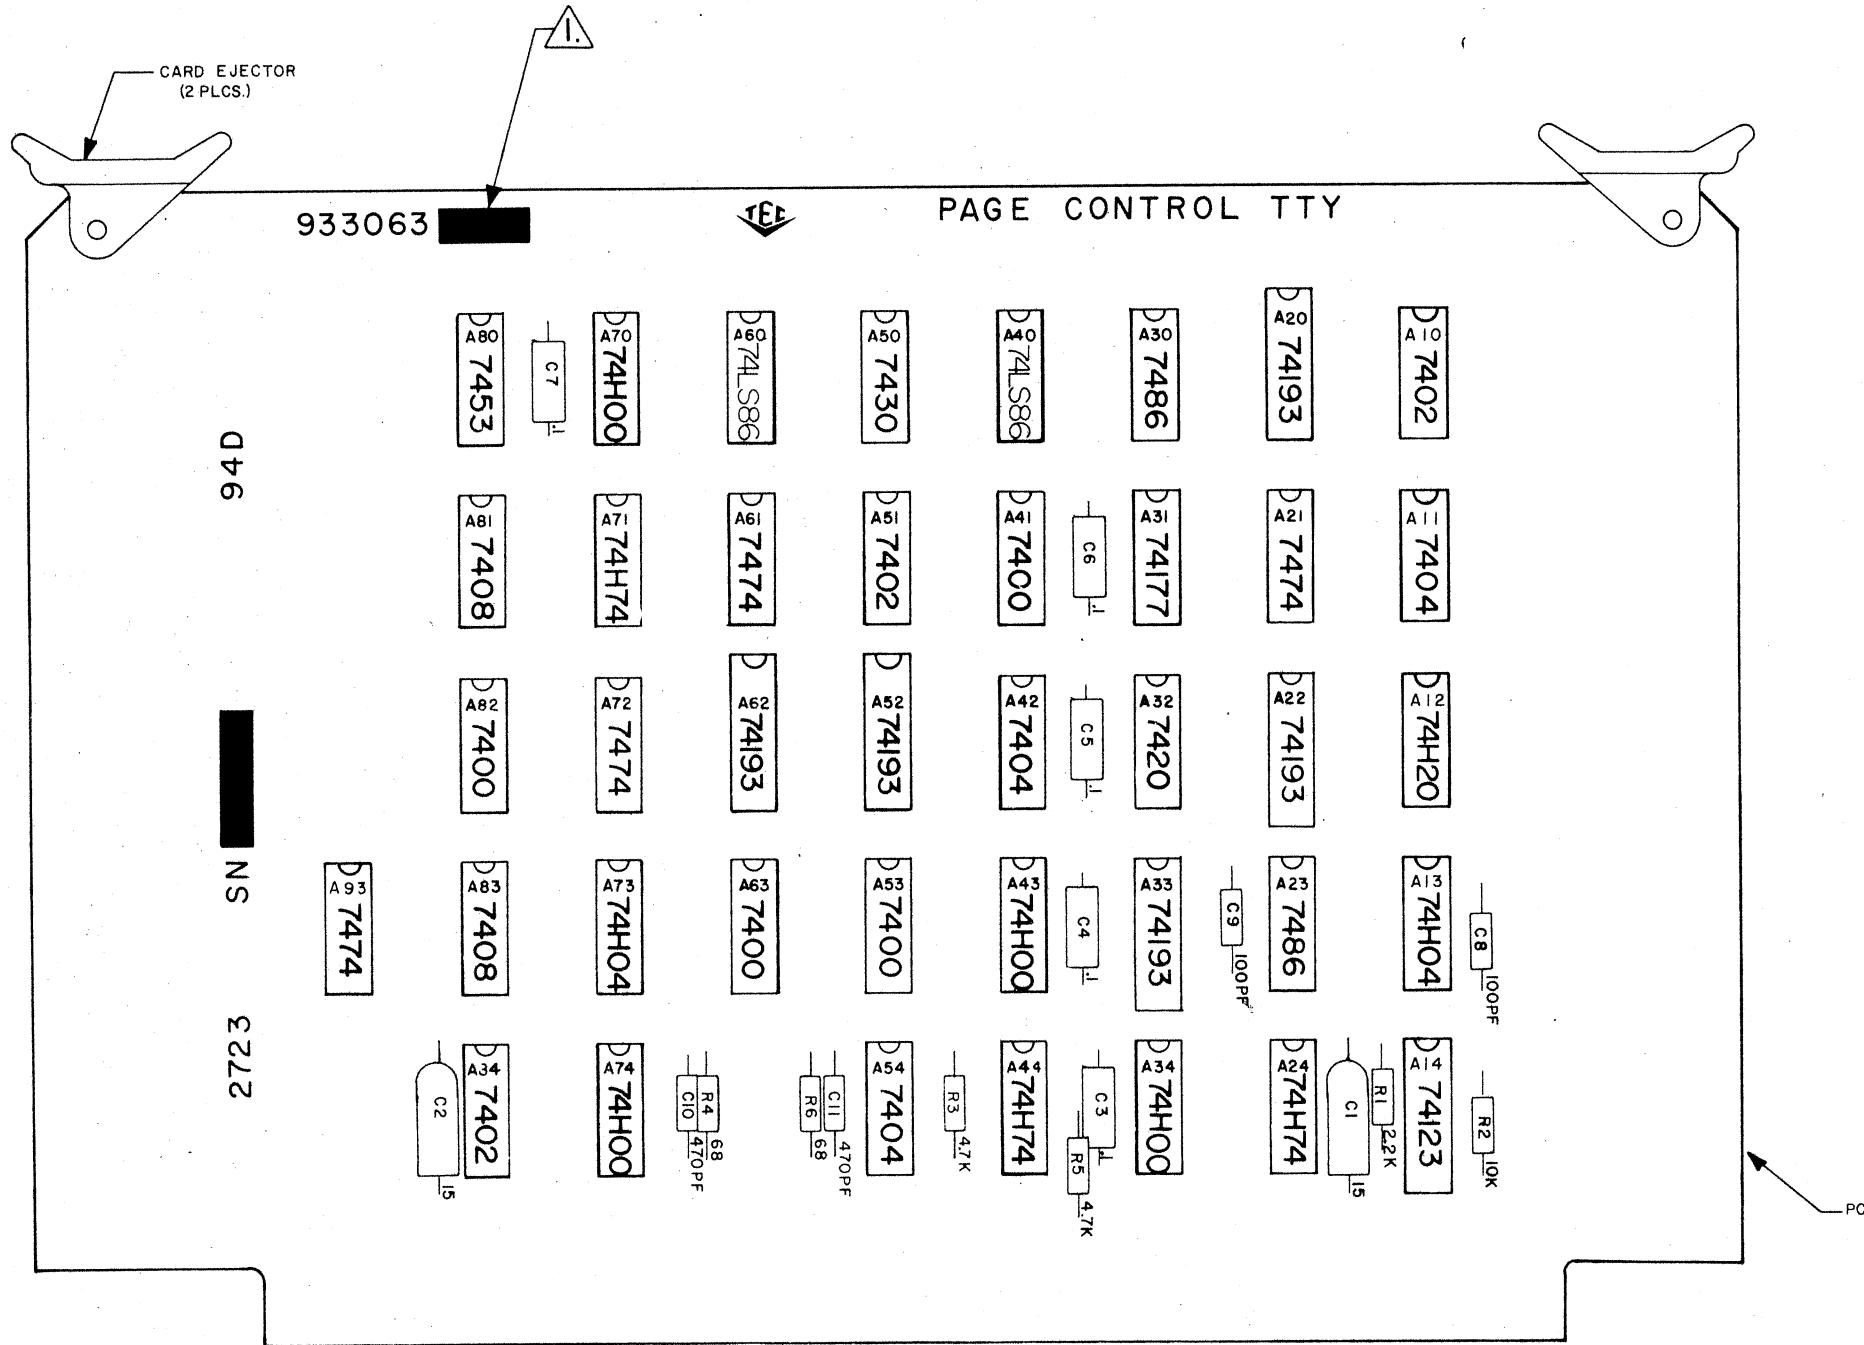 1.
CARD EJECTOR
(2 PLCS.)
933063
TEC
PAGE CONTROL TTY
A80 7453
C7 .1
A70 74H00
A60 74LS86
A50 7430
A40 74LS86
A30 7486
A20 74193
A10 7402
94D
A81 7408
A71 74H74
A61 7474
A51 7402
A41 7400
C6 .1
A31 74177
A21 7474
A11 7404
A82 7400
A72 7474
A62 74193
A52 74193
A42 7404
C5 .1
A32 7420
A22 74193
A12 74H20
SN
A93 7474
A83 7408
A73 74H04
A63 7400
A53 7400
A43 74H00
C4 .1
A33 74193
C9 100PF
A23 7486
A13 74H04
C8 100PF
2723
C2 15
A34 7402
A74 74H00
C10 470PF
R4 68
R6 68
C11 470PF
A54 7404
R3 4.7K
A44 74H74
R5 4.7K
C3 .1
A34 74H00
A24 74H74
C1 15
R1 2.2K
A14 74123
R2 10K
PC